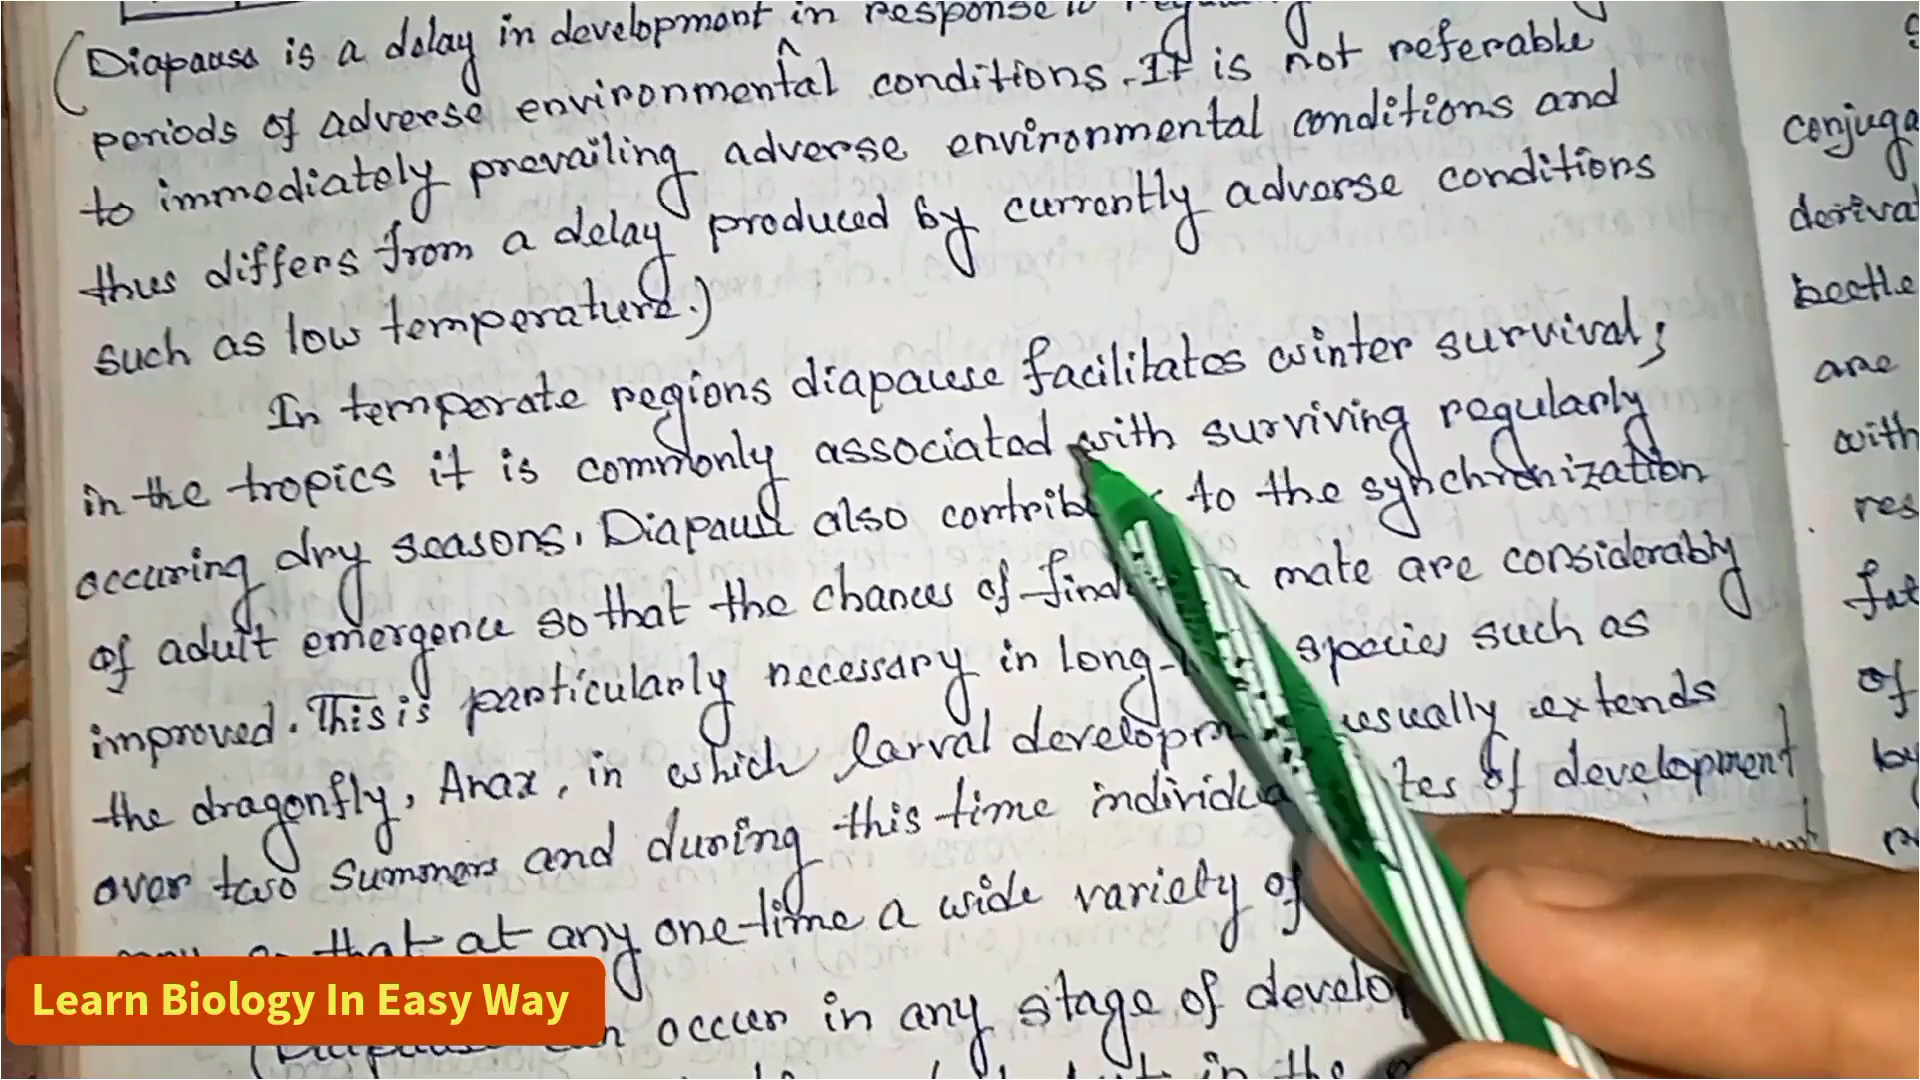 (Diapause is a delay in development in response to
periods of adverse environmental conditions. It is not referable
to immediately prevailing adverse environmental conditions and
thus differs from a delay produced by currently adverse conditions
such as low temperature.)
In temperate regions diapause facilitates winter survival;
in the tropics it is commonly associated with surviving regularly
occuring dry seasons. Diapause also to the synchronization
of adult emergence so that the chances of a mate are considerably
improved. This is particularly necessary in long- species such as
the dragonfly, Anax, in which larval usually extends
over two summers and during this time of development
that at any one time a wide variety of
occur in any stage of
in the
conjuga
derivat
beetle
are
with
res
fat
of
by
Learn Biology In Easy Way